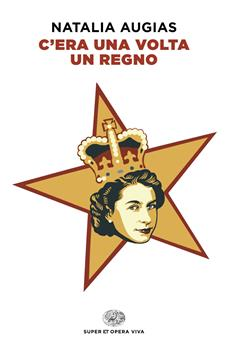 NATALIA AUGIAS
C'ERA UNA VOLTA
UN REGNO
SUPER ET OPERA VIVA